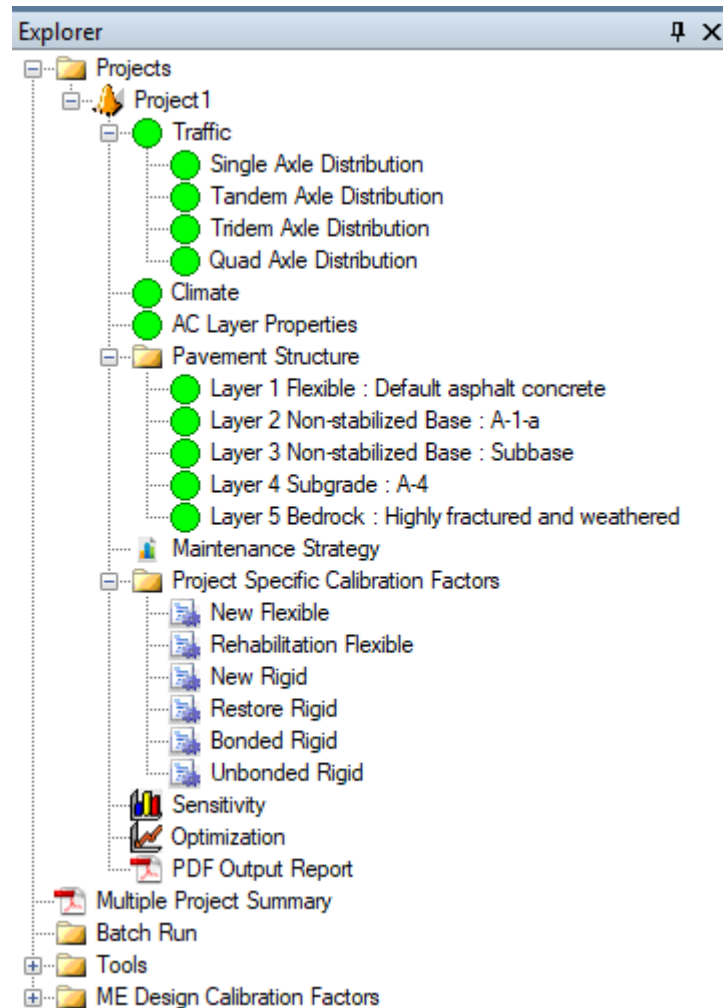 Explorer
Projects
Project1
Traffic
Single Axle Distribution
Tandem Axle Distribution
Tridem Axle Distribution
Quad Axle Distribution
Climate
AC Layer Properties
Pavement Structure
Layer 1 Flexible : Default asphalt concrete
Layer 2 Non-stabilized Base : A-1-a
Layer 3 Non-stabilized Base : Subbase
Layer 4 Subgrade : A-4
Layer 5 Bedrock : Highly fractured and weathered
Maintenance Strategy
Project Specific Calibration Factors
New Flexible
Rehabilitation Flexible
New Rigid
Restore Rigid
Bonded Rigid
Unbonded Rigid
Sensitivity
Optimization
PDF Output Report
Multiple Project Summary
Batch Run
Tools
ME Design Calibration Factors